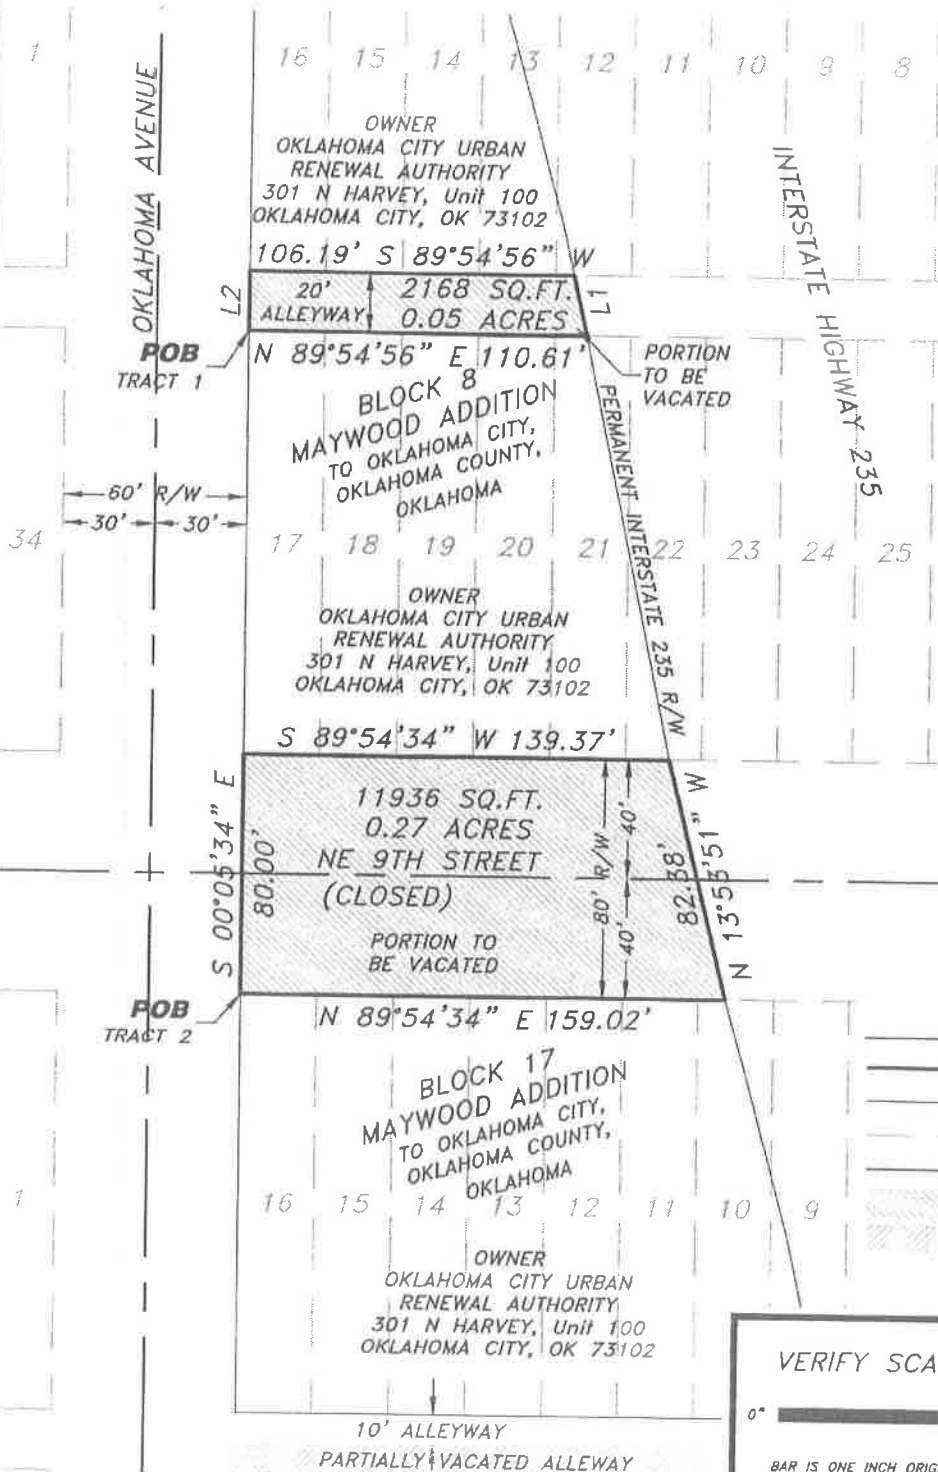 1
16 15 14 13 12 11 10 9 8
OKLAHOMA AVENUE
OWNER
OKLAHOMA CITY URBAN
RENEWAL AUTHORITY
301 N HARVEY, Unit 100
OKLAHOMA CITY, OK 73102
INTERSTATE HIGHWAY 235
106.19' S 89°54'56" W
L2
20'
ALLEYWAY
2168 SQ.FT.
0.05 ACRES
L1
POB
TRACT 1
N 89°54'56" E 110.61'
PORTION
TO BE
VACATED
BLOCK 8
MAYWOOD ADDITION
TO OKLAHOMA CITY,
OKLAHOMA COUNTY,
OKLAHOMA
PERMANENT INTERSTATE 235 R/W
60' R/W
30' 30'
34
17 18 19 20 21 22 23 24 25
OWNER
OKLAHOMA CITY URBAN
RENEWAL AUTHORITY
301 N HARVEY, Unit 100
OKLAHOMA CITY, OK 73102
S 89°54'34" W 139.37'
S 00°05'34" E
80.00'
11936 SQ.FT.
0.27 ACRES
NE 9TH STREET
(CLOSED)
PORTION TO
BE VACATED
80' R/W
40'
40'
82.38'
N 13°53'51" W
POB
TRACT 2
N 89°54'34" E 159.02'
BLOCK 17
MAYWOOD ADDITION
TO OKLAHOMA CITY,
OKLAHOMA COUNTY,
OKLAHOMA
1
16 15 14 13 12 11 10 9
OWNER
OKLAHOMA CITY URBAN
RENEWAL AUTHORITY
301 N HARVEY, Unit 100
OKLAHOMA CITY, OK 73102
10' ALLEYWAY
PARTIALLY VACATED ALLEWAY
VERIFY SCA
0"
BAR IS ONE INCH ORIG